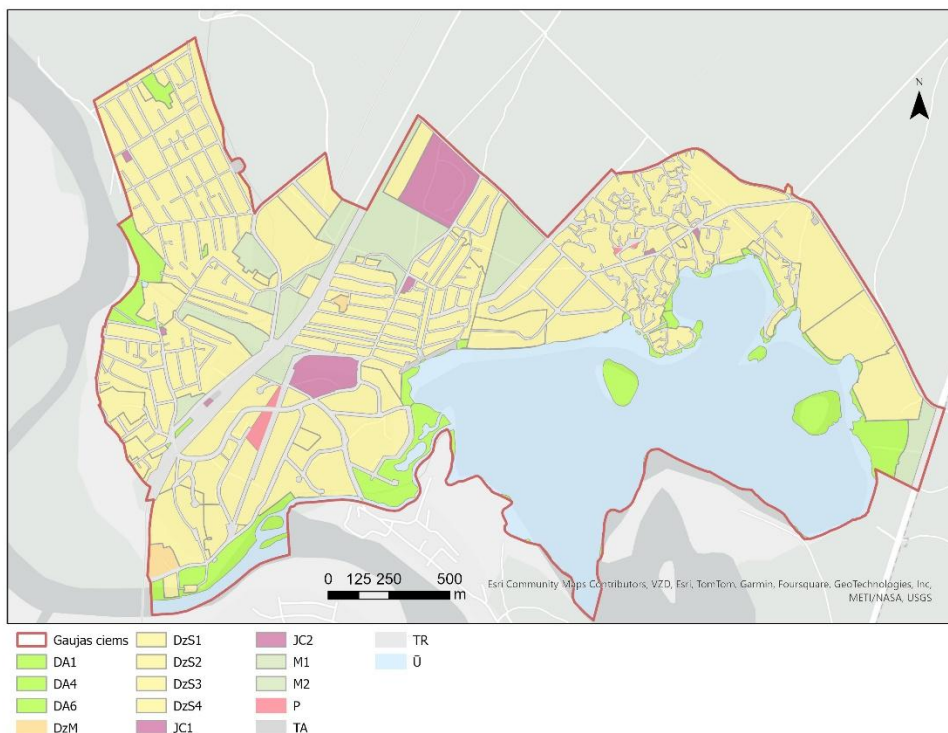 N
0 125 250 500
m
Esri Community Maps Contributors, VZD, Esri, TomTom, Garmin, Foursquare, GeoTechnologies, Inc,
METI/NASA, USGS
Gaujas ciems
DA1
DA4
DA6
DzM
DzS1
DzS2
DzS3
DzS4
JC1
JC2
M1
M2
P
TA
TR
Ū